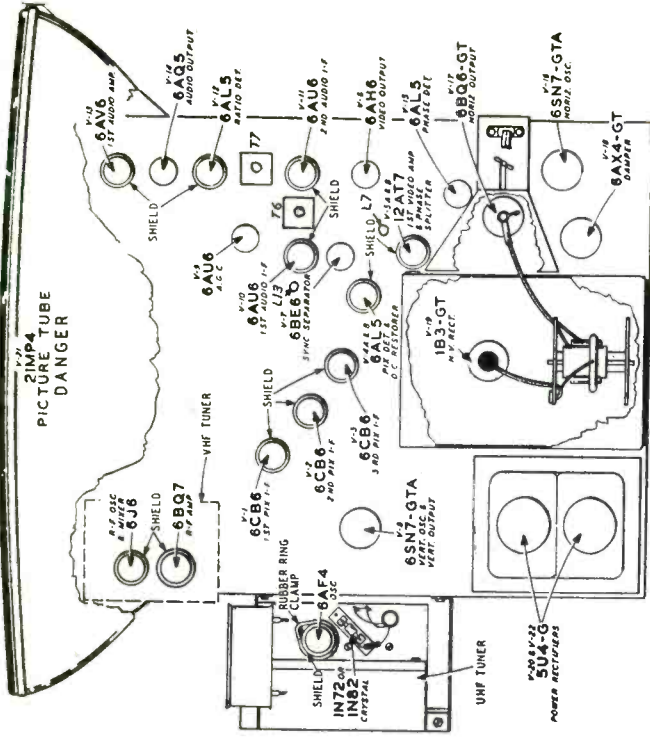 V-21
21MP4
PICTURE TUBE
DANGER
V-13
6AV6
1ST AUDIO AMP.
V-14
6AQ5
AUDIO OUTPUT
V-12
6AL5
RATIO DET.
SHIELD
T7
V-11
6AU6
2ND AUDIO I-F
SHIELD
T6
V-6
6AH6
VIDEO OUTPUT
V-15
6AL5
PHASE DET.
V-17
6BQ6-GT
HORIZ OUTPUT
V-16
6SN7-GTA
HORIZ. OSC.
V-18
6AX4-GT
DAMPER
V-9
6AU6
A.G.C
V-10
6AU6
1ST AUDIO I-F
L13
V-7
6BE6
SYNC SEPARATOR
L7
V-5A & B
12AT7
1ST VIDEO AMP
& PHASE
SPLITTER
SHIELD
V-4A & B
6AL5
PIX DET &
D.C RESTORER
V-19
1B3-GT
H.V. RECT.
SHIELD
V-3
6CB6
3RD PIX I-F
V-2
6CB6
2ND PIX I-F
V-1
6CB6
1ST PIX I-F
VHF TUNER
R-F OSC
& MIXER
6J6
SHIELD
6BQ7
R-F AMP
V-8
6SN7-GTA
VERT. OSC &
VERT. OUTPUT
RUBBER RING
CLAMP
6AF4
OSC
SHIELD
1N72 OR
1N82
CRYSTAL
UHF TUNER
V-20 & V-22
5U4-G
POWER RECTIFIERS